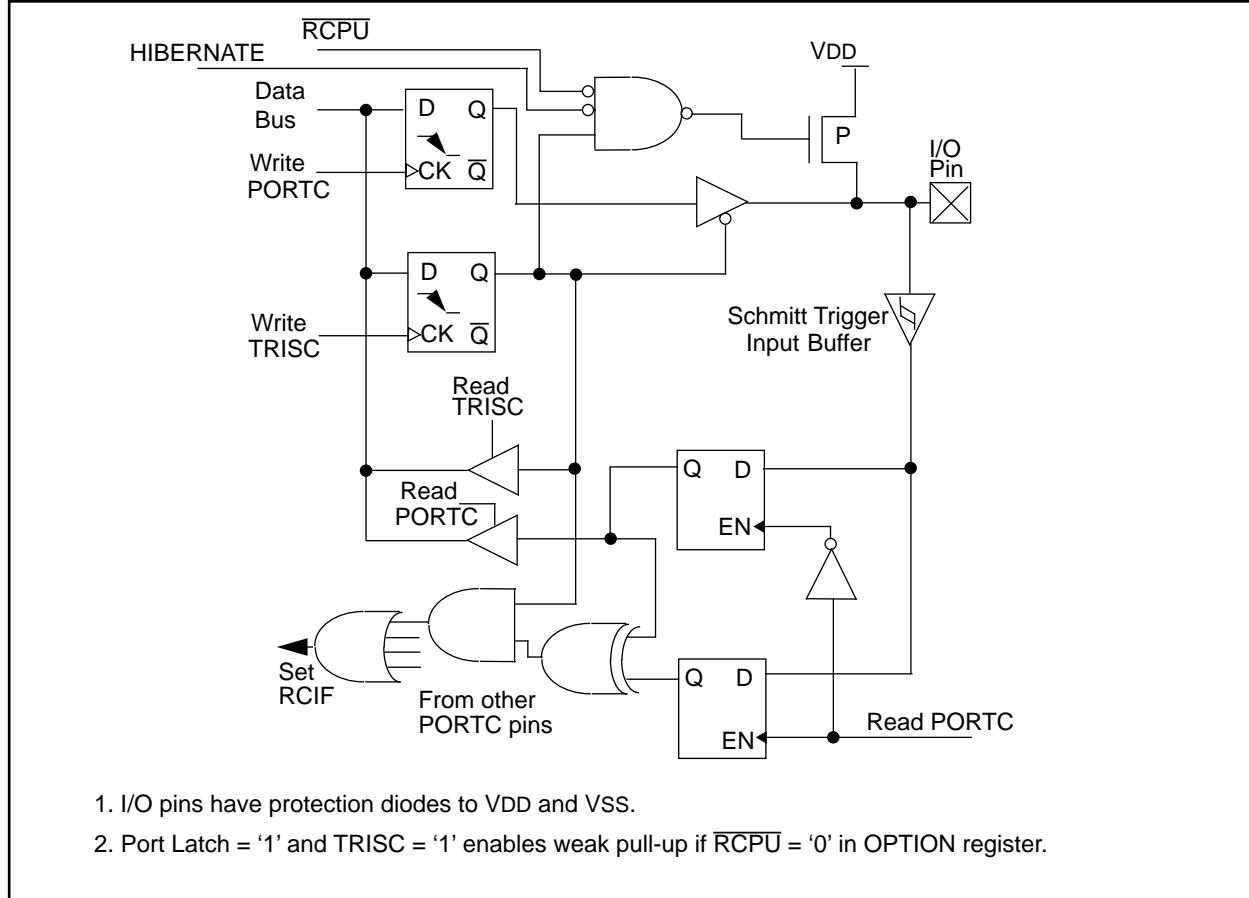 RCPU
HIBERNATE
VDD
Data
Bus
D Q
P
I/O
Pin
Write
PORTC
CK Q
D Q
Schmitt Trigger
Input Buffer
Write
TRISC
CK Q
Read
TRISC
Q D
Read
PORTC
EN
Set
RCIF
From other
PORTC pins
Q D
EN
Read PORTC
1. I/O pins have protection diodes to VDD and VSS.
2. Port Latch = ‘1’ and TRISC = ‘1’ enables weak pull-up if RCPU = ‘0’ in OPTION register.